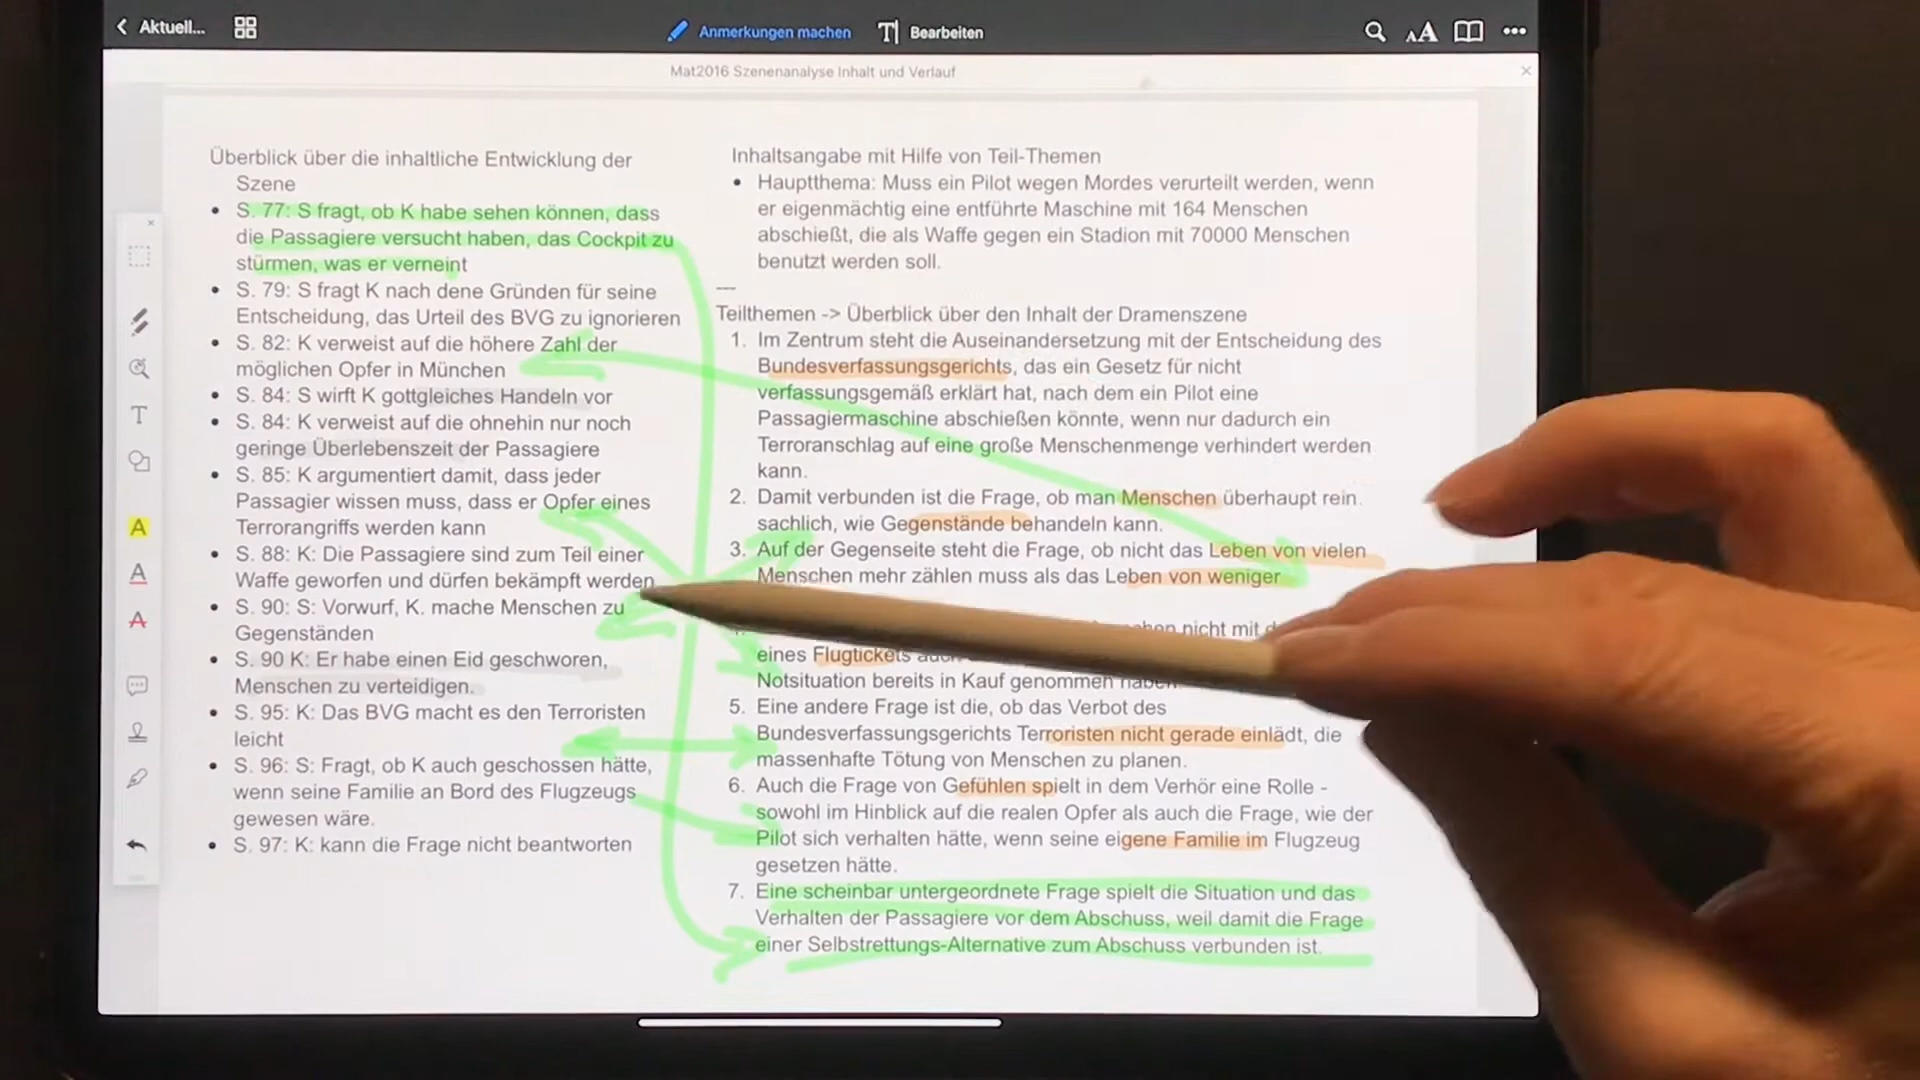 Aktuell...
Anmerkungen machen
Bearbeiten
Mat2016 Szenenanalyse Inhalt und Verlauf
Überblick über die inhaltliche Entwicklung der
Szene
• S. 77: S fragt, ob K habe sehen können, dass
die Passagiere versucht haben, das Cockpit zu
stürmen, was er verneint
• S. 79: S fragt K nach dene Gründen für seine
Entscheidung, das Urteil des BVG zu ignorieren
• S. 82: K verweist auf die höhere Zahl der
möglichen Opfer in München
• S. 84: S wirft K gottgleiches Handeln vor
• S. 84: K verweist auf die ohnehin nur noch
geringe Überlebenszeit der Passagiere
• S. 85: K argumentiert damit, dass jeder
Passagier wissen muss, dass er Opfer eines
Terrorangriffs werden kann
• S. 88: K: Die Passagiere sind zum Teil einer
Waffe geworfen und dürfen bekämpft werden
• S. 90: S: Vorwurf, K. mache Menschen zu
Gegenständen
• S. 90 K: Er habe einen Eid geschworen,
Menschen zu verteidigen.
• S. 95: K: Das BVG macht es den Terroristen
leicht
• S. 96: S: Fragt, ob K auch geschossen hätte,
wenn seine Familie an Bord des Flugzeugs
gewesen wäre.
• S. 97: K: kann die Frage nicht beantworten
Inhaltsangabe mit Hilfe von Teil-Themen
• Hauptthema: Muss ein Pilot wegen Mordes verurteilt werden, wenn
er eigenmächtig eine entführte Maschine mit 164 Menschen
abschießt, die als Waffe gegen ein Stadion mit 70000 Menschen
benutzt werden soll.
---
Teilthemen -> Überblick über den Inhalt der Dramenszene
1. Im Zentrum steht die Auseinandersetzung mit der Entscheidung des
Bundesverfassungsgerichts, das ein Gesetz für nicht
verfassungsgemäß erklärt hat, nach dem ein Pilot eine
Passagiermaschine abschießen könnte, wenn nur dadurch ein
Terroranschlag auf eine große Menschenmenge verhindert werden
kann.
2. Damit verbunden ist die Frage, ob man Menschen überhaupt rein
sachlich, wie Gegenstände behandeln kann.
3. Auf der Gegenseite steht die Frage, ob nicht das Leben von vielen
Menschen mehr zählen muss als das Leben von weniger
nicht mit
eines Flugtickets
Notsituation bereits in Kauf genommen haben
5. Eine andere Frage ist die, ob das Verbot des
Bundesverfassungsgerichts Terroristen nicht gerade einlädt, die
massenhafte Tötung von Menschen zu planen.
6. Auch die Frage von Gefühlen spielt in dem Verhör eine Rolle -
sowohl im Hinblick auf die realen Opfer als auch die Frage, wie der
Pilot sich verhalten hätte, wenn seine eigene Familie im Flugzeug
gesetzen hätte.
7. Eine scheinbar untergeordnete Frage spielt die Situation und das
Verhalten der Passagiere vor dem Abschuss, weil damit die Frage
einer Selbstrettungs-Alternative zum Abschuss verbunden ist.